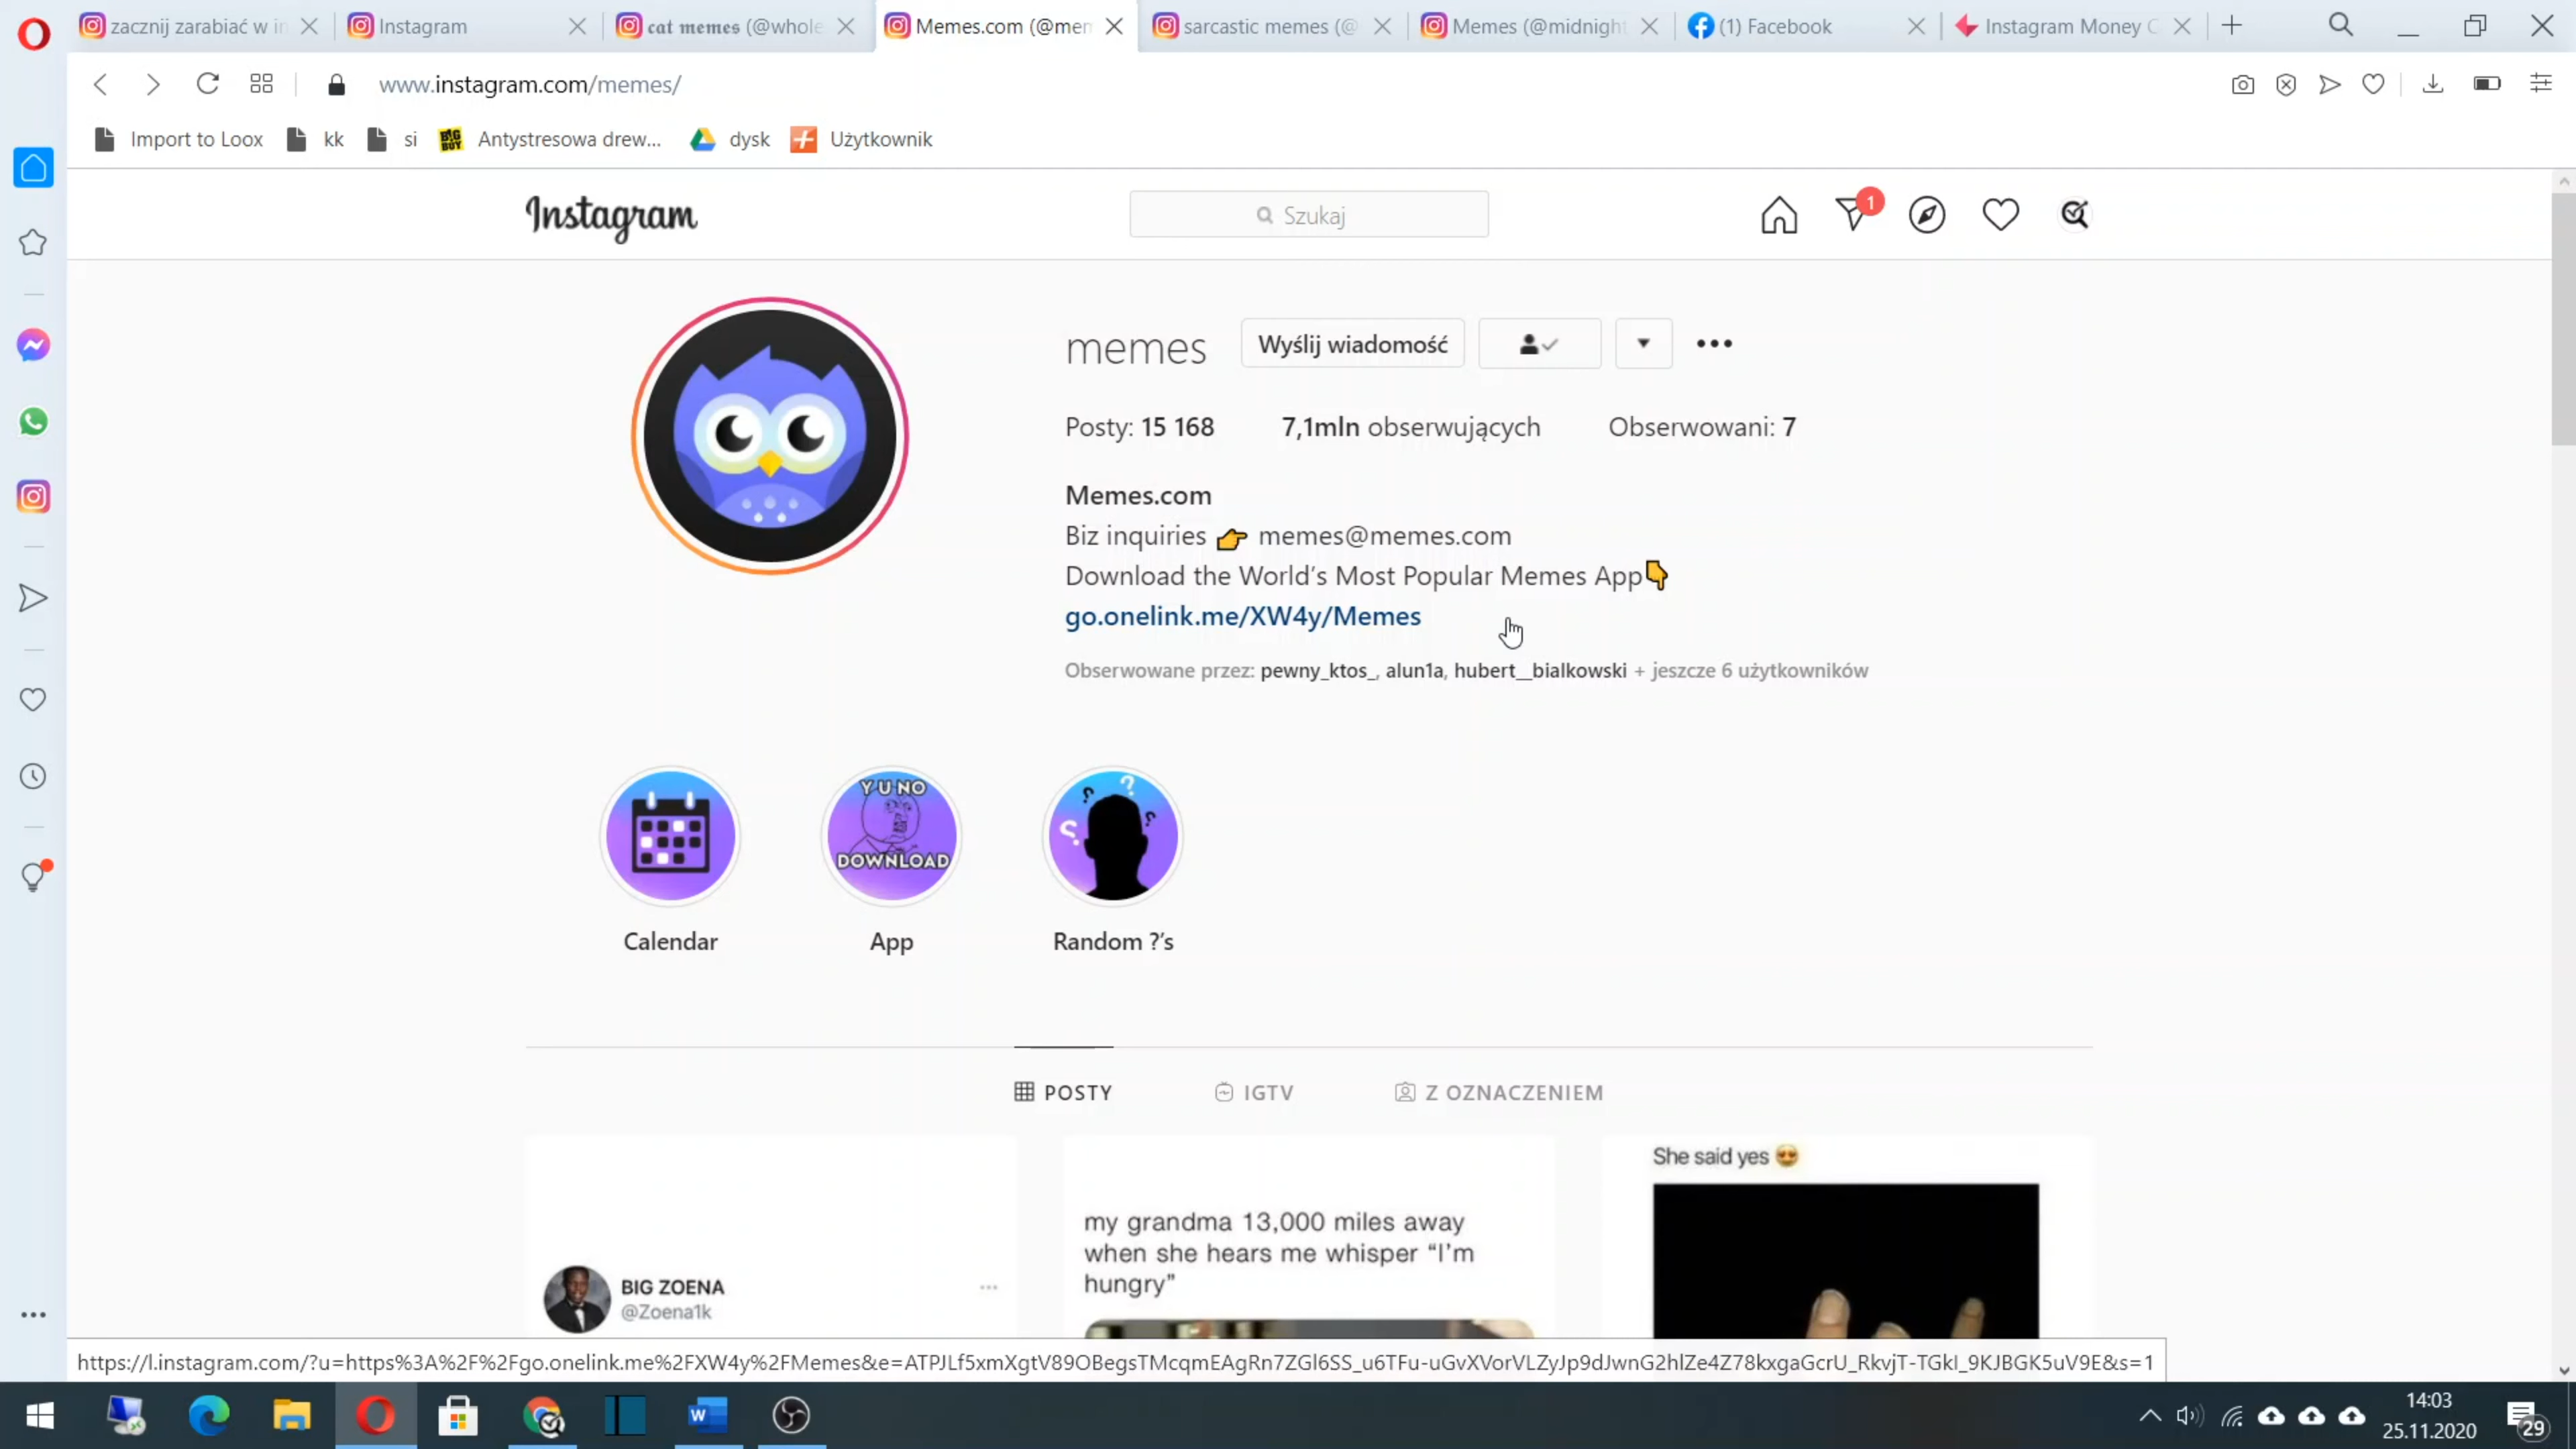 zacznij zarabiać w in
Instagram
cat memes (@whole
Memes.com (@mem
sarcastic memes (@
Memes (@midnight
(1) Facebook
Instagram Money C
www.instagram.com/memes/
Import to Loox
kk
si
BIG BUY
Antystresowa drew...
dysk
Użytkownik
Instagram
Szukaj
1
memes
Wyślij wiadomość
Posty: 15 168
7,1mln obserwujących
Obserwowani: 7
Memes.com
Biz inquiries 👉 memes@memes.com
Download the World's Most Popular Memes App👇
go.onelink.me/XW4y/Memes
Obserwowane przez: pewny_ktos_, alun1a, hubert__bialkowski + jeszcze 6 użytkowników
Y U NO
DOWNLOAD
Calendar
App
Random ?'s
POSTY
IGTV
Z OZNACZENIEM
BIG ZOENA
@Zoena1k
my grandma 13,000 miles away
when she hears me whisper “I'm
hungry”
She said yes 😍
https://l.instagram.com/?u=https%3A%2F%2Fgo.onelink.me%2FXW4y%2FMemes&e=ATPJLf5xmXgtV89OBegsTMcqmEAgRn7ZGl6SS_u6TFu-uGvXVorVLZyJp9dJwnG2hlZe4Z78kxgaGcrU_RkvjT-TGkI_9KJBGK5uV9E&s=1
14:03
25.11.2020
29